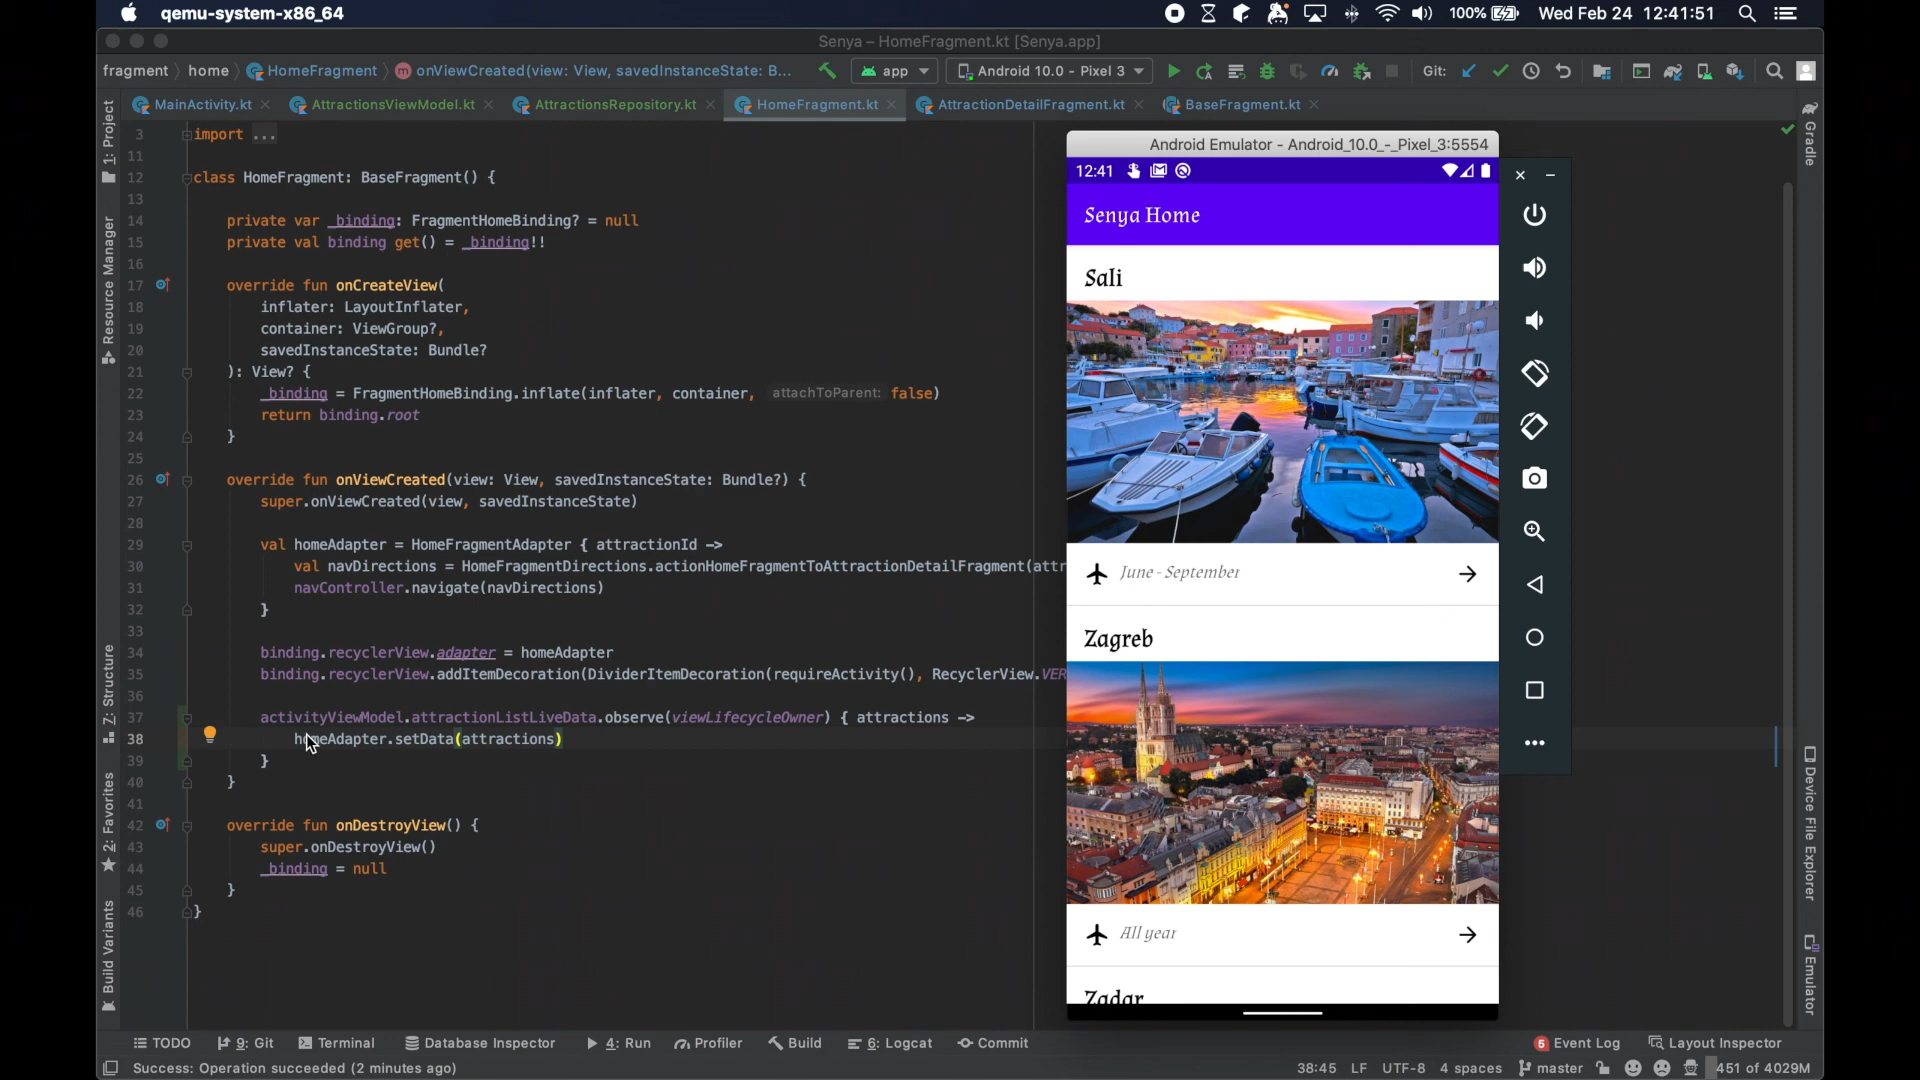 qemu-system-x86_64
100%
Wed Feb 24 12:41:51
Senya – HomeFragment.kt [Senya.app]
fragment home HomeFragment onViewCreated(view: View, savedInstanceState: B...
app
Android 10.0 - Pixel 3
Git:
MainActivity.kt
AttractionsViewModel.kt
AttractionsRepository.kt
HomeFragment.kt
AttractionDetailFragment.kt
BaseFragment.kt
1: Project
Resource Manager
Z: Structure
2: Favorites
Build Variants
3 import ...
11
12 class HomeFragment: BaseFragment() {
13
14 private var _binding: FragmentHomeBinding? = null
15 private val binding get() = _binding!!
16
17 override fun onCreateView(
18 inflater: LayoutInflater,
19 container: ViewGroup?,
20 savedInstanceState: Bundle?
21 ): View? {
22 _binding = FragmentHomeBinding.inflate(inflater, container, attachToParent: false)
23 return binding.root
24 }
25
26 override fun onViewCreated(view: View, savedInstanceState: Bundle?) {
27 super.onViewCreated(view, savedInstanceState)
28
29 val homeAdapter = HomeFragmentAdapter { attractionId ->
30 val navDirections = HomeFragmentDirections.actionHomeFragmentToAttractionDetailFragment(attr
31 navController.navigate(navDirections)
32 }
33
34 binding.recyclerView.adapter = homeAdapter
35 binding.recyclerView.addItemDecoration(DividerItemDecoration(requireActivity(), RecyclerView.VER
36
37 activityViewModel.attractionListLiveData.observe(viewLifecycleOwner) { attractions ->
38 homeAdapter.setData(attractions)
39 }
40 }
41
42 override fun onDestroyView() {
43 super.onDestroyView()
44 _binding = null
45 }
46 }
Android Emulator - Android_10.0_-_Pixel_3:5554
12:41
Senya Home
Sali
June - September
Zagreb
All year
Zadar
Gradle
Device File Explorer
Emulator
TODO
9: Git
Terminal
Database Inspector
4: Run
Profiler
Build
6: Logcat
Commit
5 Event Log
Layout Inspector
Success: Operation succeeded (2 minutes ago)
38:45 LF UTF-8 4 spaces master 451 of 4029M